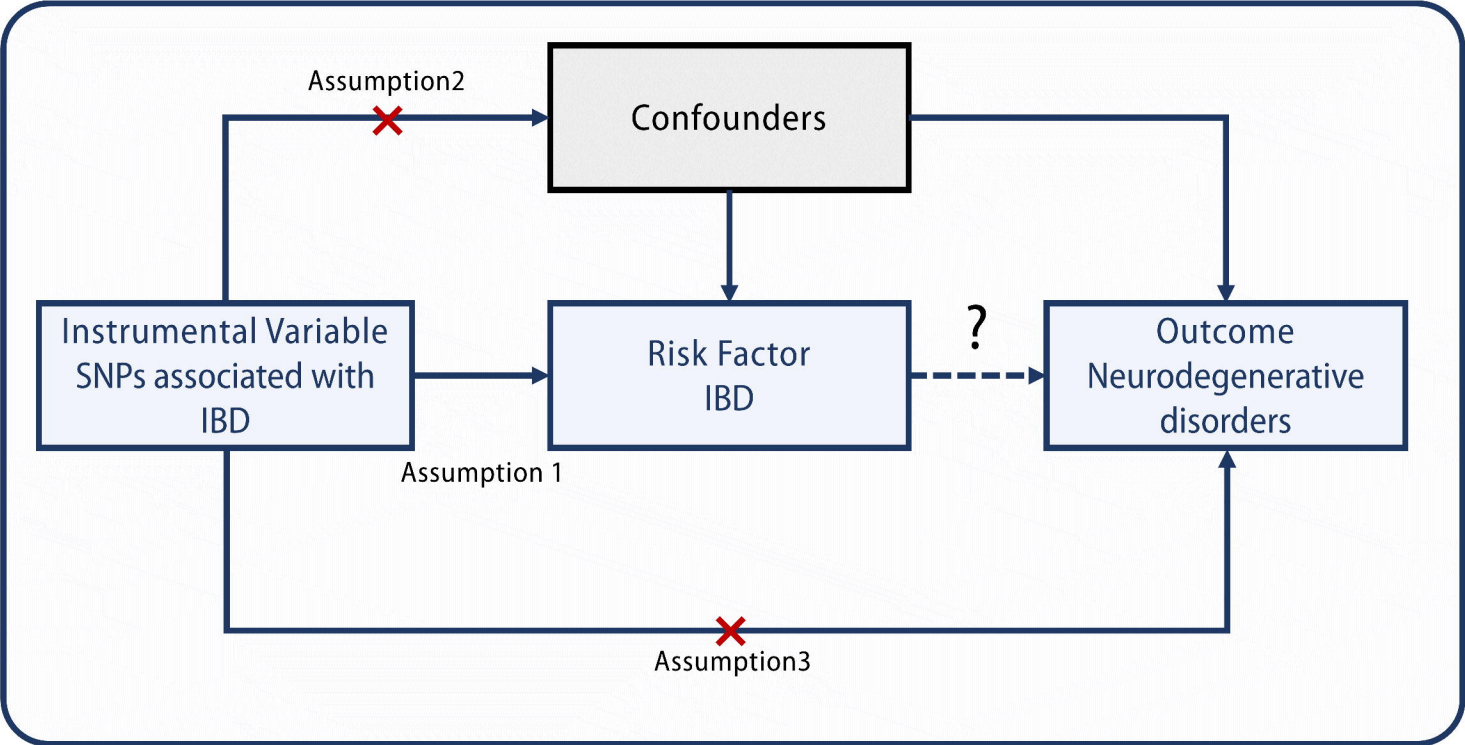 Assumption2
Confounders
Instrumental Variable
SNPs associated with
IBD
Risk Factor
IBD
?
Outcome
Neurodegenerative
disorders
Assumption 1
Assumption3